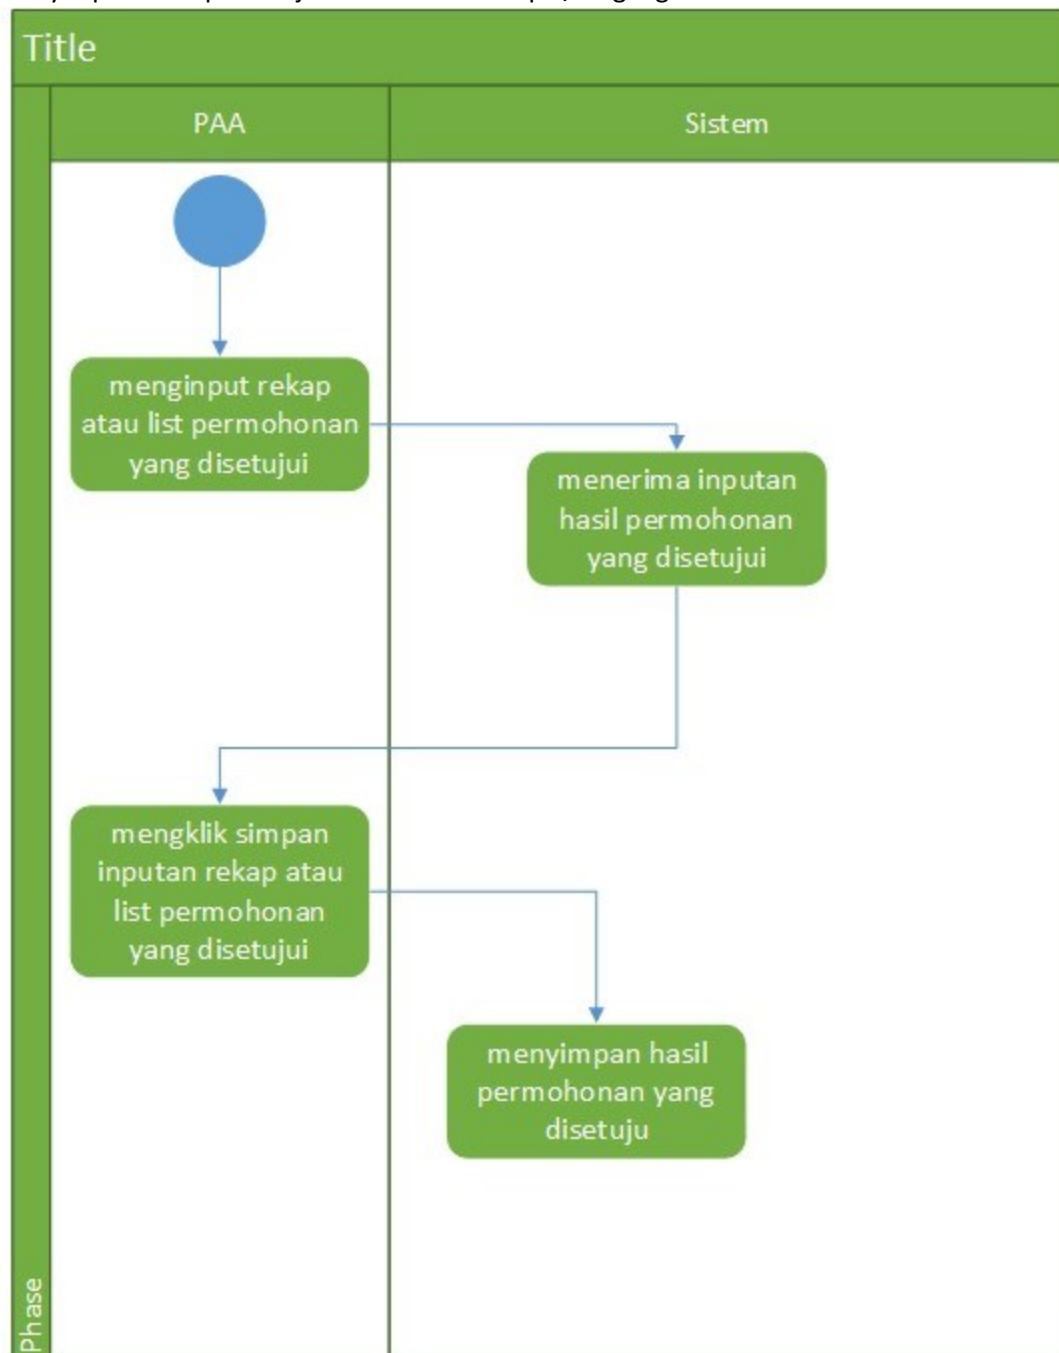 Title
PAA
Sistem
menginput rekap
atau list permohonan
yang disetujui
menerima inputan
hasil permohonan
yang disetujui
mengklik simpan
inputan rekap atau
list permohonan
yang disetujui
menyimpan hasil
permohonan yang
disetuju
Phase